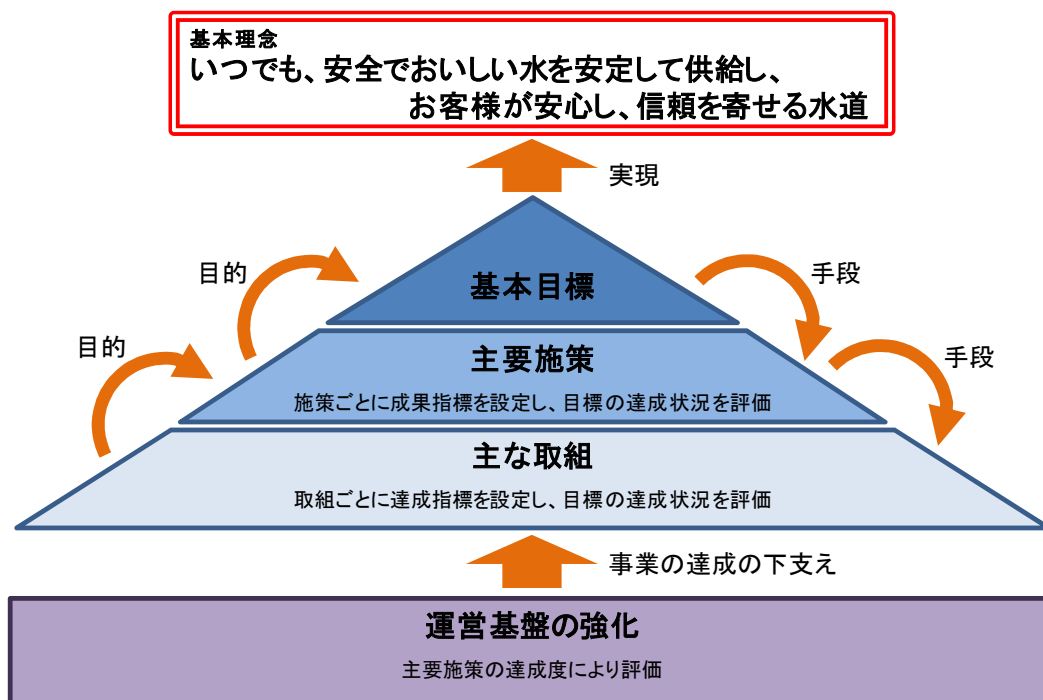 基本理念
いつでも、安全でおいしい水を安定して供給し、
お客様が安心し、信頼を寄せる水道
実現
目的
基本目標
手段
目的
主要施策
手段
施策ごとに成果指標を設定し、目標の達成状況を評価
主な取組
取組ごとに達成指標を設定し、目標の達成状況を評価
事業の達成の下支え
運営基盤の強化
主要施策の達成度により評価